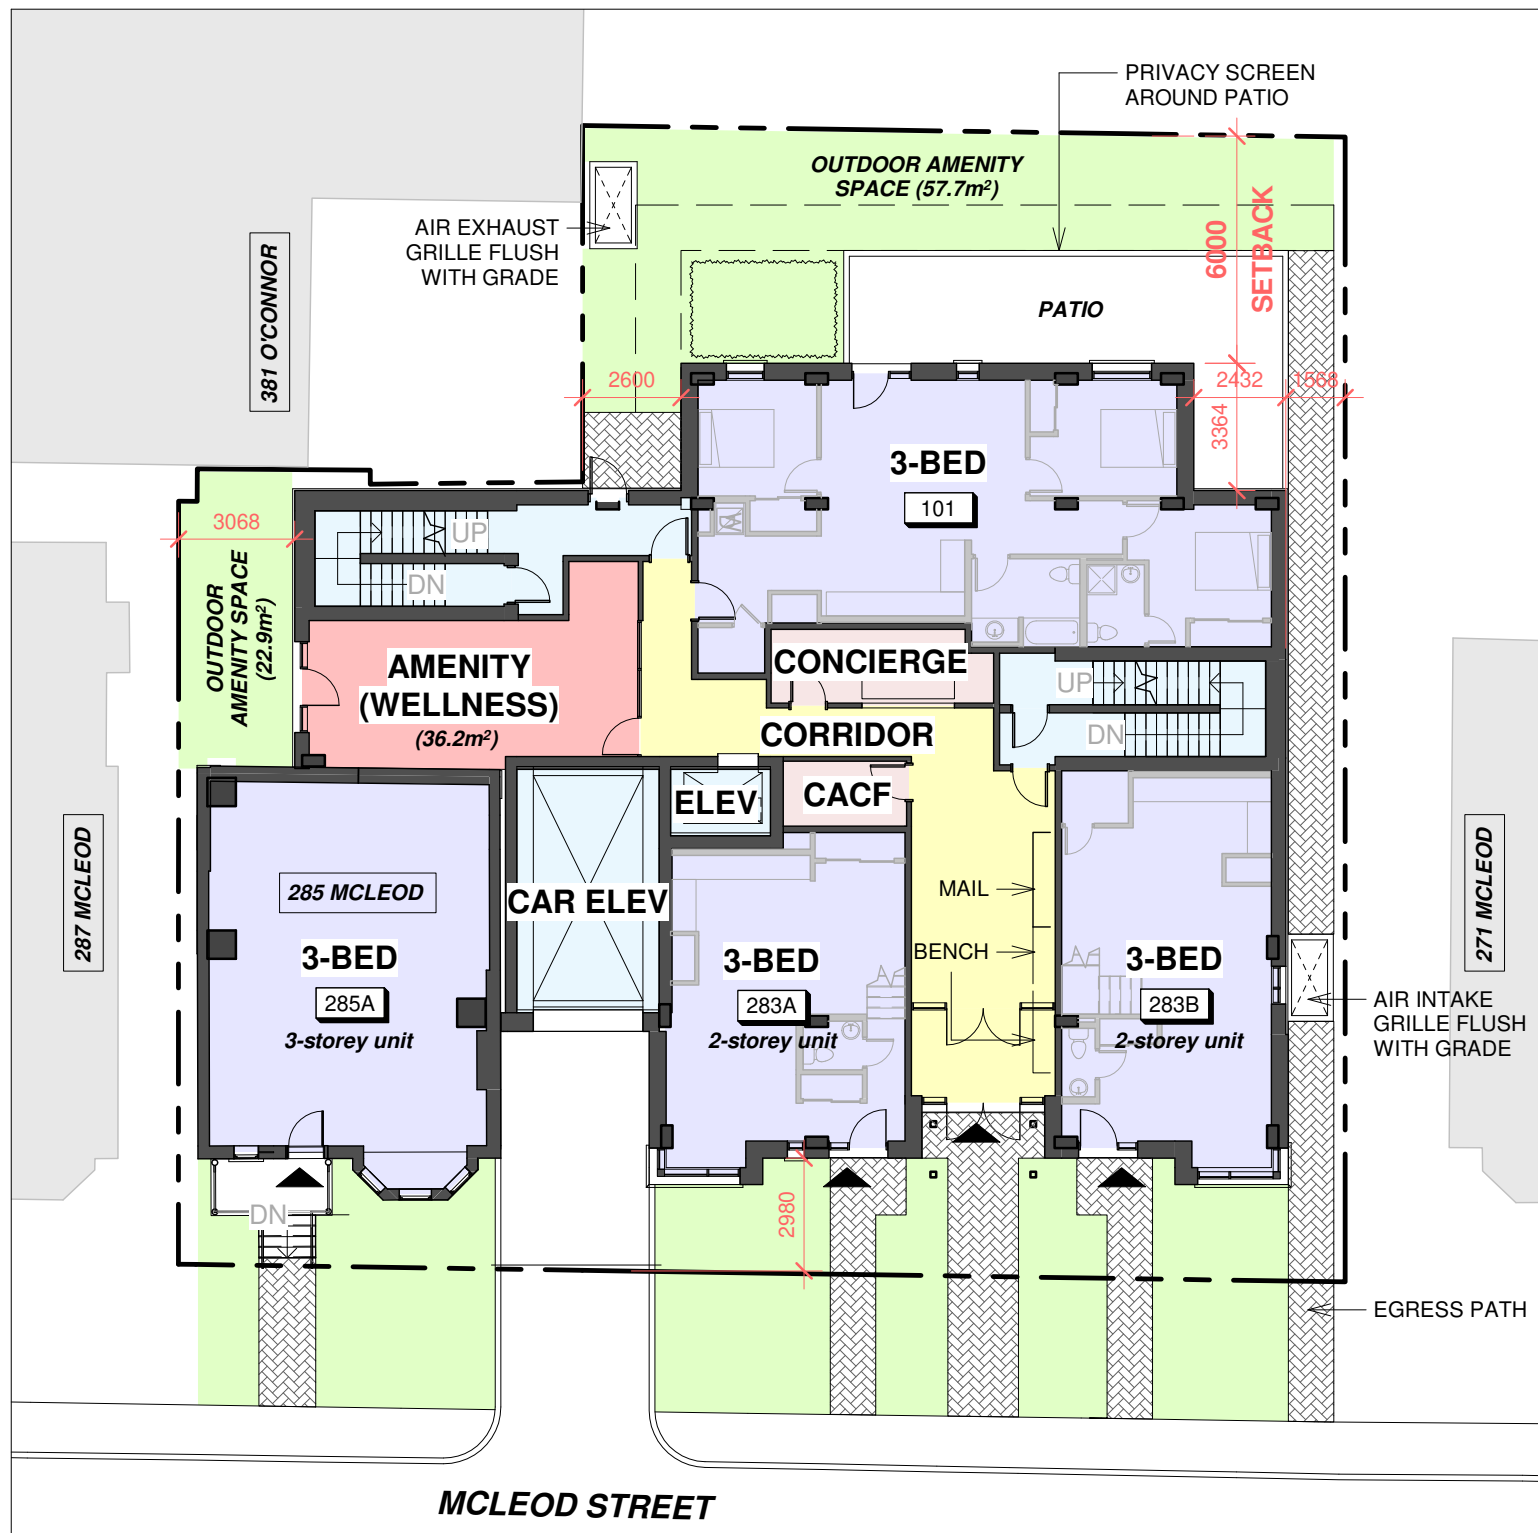 PRIVACY SCREEN
AROUND PATIO
OUTDOOR AMENITY
SPACE (57.7m²)
AIR EXHAUST
GRILLE FLUSH
WITH GRADE
6000
SETBACK
381 O'CONNOR
PATIO
2600
2432
1568
3364
3-BED
101
3068
UP
DN
OUTDOOR
AMENITY SPACE
(22.9m²)
AMENITY
(WELLNESS)
(36.2m²)
CONCIERGE
UP
DN
CORRIDOR
ELEV
CACF
287 MCLEOD
285 MCLEOD
CAR ELEV
MAIL
BENCH
271 MCLEOD
3-BED
285A
3-storey unit
3-BED
283A
2-storey unit
3-BED
283B
2-storey unit
AIR INTAKE
GRILLE FLUSH
WITH GRADE
DN
2980
EGRESS PATH
MCLEOD STREET